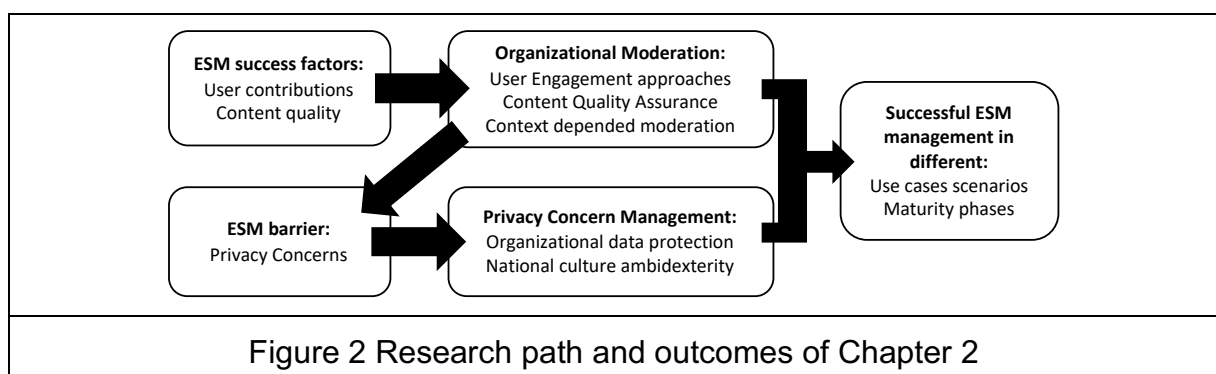 ESM success factors:
User contributions
Content quality
Organizational Moderation:
User Engagement approaches
Content Quality Assurance
Context depended moderation
ESM barrier:
Privacy Concerns
Privacy Concern Management:
Organizational data protection
National culture ambidexterity
Successful ESM
management in
different:
Use cases scenarios
Maturity phases
Figure 2 Research path and outcomes of Chapter 2